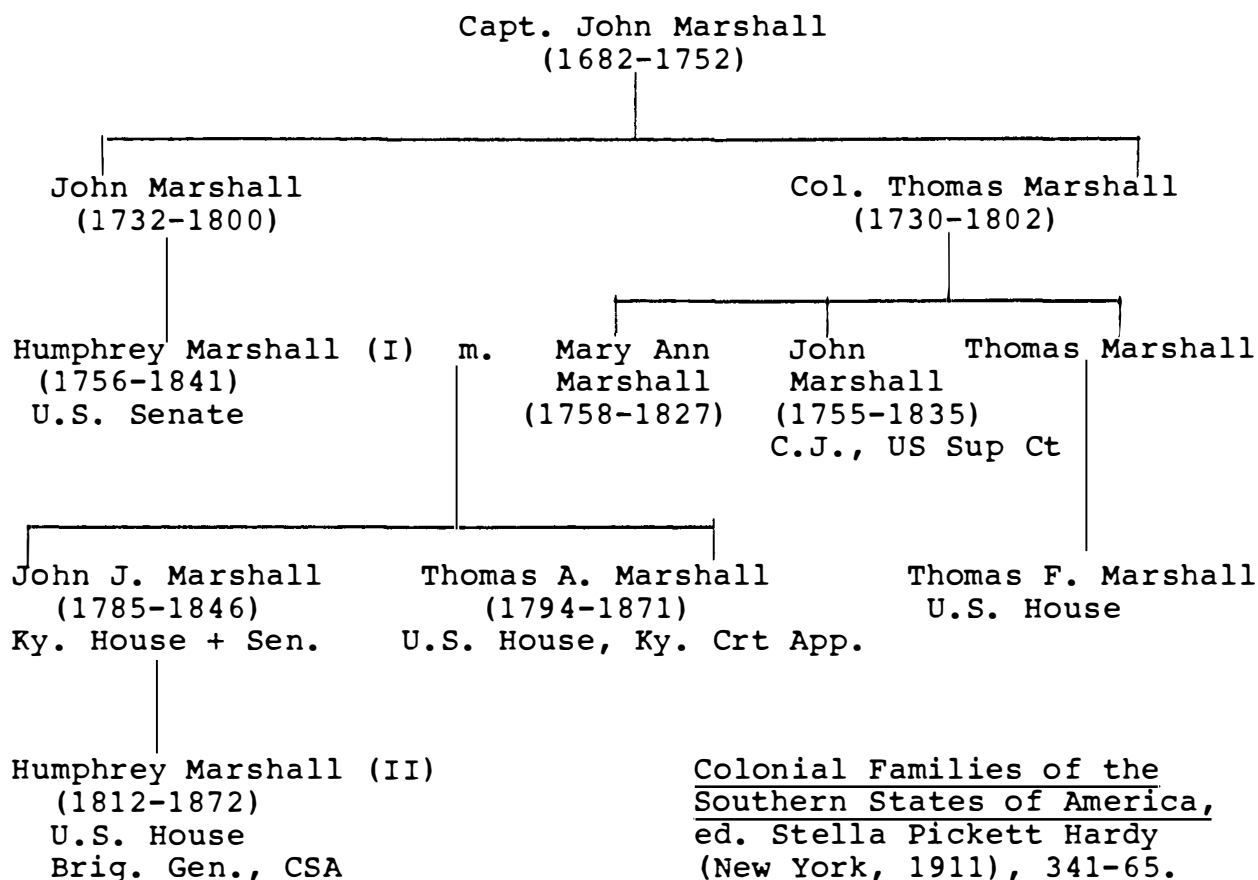 Capt. John Marshall
(1682-1752)
John Marshall
(1732-1800)
Col. Thomas Marshall
(1730-1802)
Humphrey Marshall (I) m.
(1756-1841)
U.S. Senate
Mary Ann
Marshall
(1758-1827)
John
Marshall
(1755-1835)
C.J., US Sup Ct
Thomas Marshall
John J. Marshall
(1785-1846)
Ky. House + Sen.
Thomas A. Marshall
(1794-1871)
U.S. House, Ky. Crt App.
Thomas F. Marshall
U.S. House
Humphrey Marshall (II)
(1812-1872)
U.S. House
Brig. Gen., CSA
Colonial Families of the
Southern States of America,
ed. Stella Pickett Hardy
(New York, 1911), 341-65.